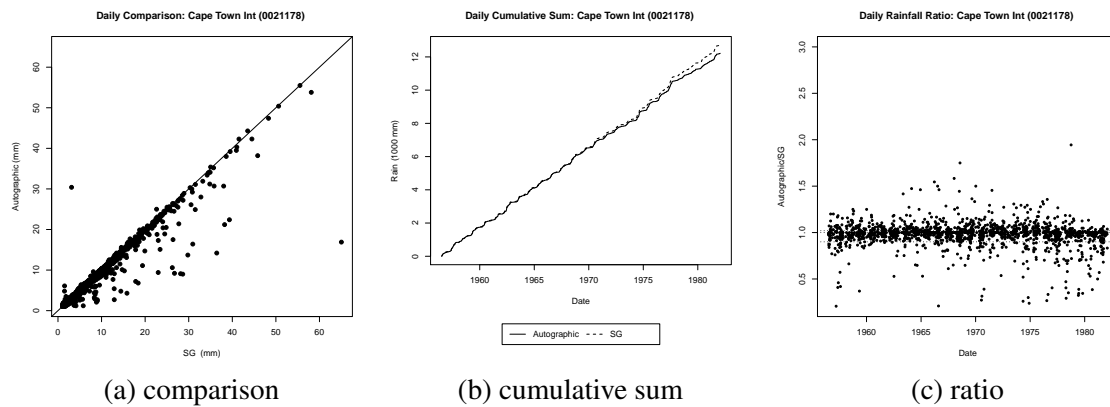 Daily Comparison: Cape Town Int (0021178)
Autographic (mm)
60
50
40
30
20
10
0
0 10 20 30 40 50 60
SG (mm)
(a) comparison
Daily Cumulative Sum: Cape Town Int (0021178)
Rain (1000 mm)
12
10
8
6
4
2
0
1960 1965 1970 1975 1980
Date
Autographic SG
(b) cumulative sum
Daily Rainfall Ratio: Cape Town Int (0021178)
Autographic/SG
3.0
2.5
2.0
1.5
1.0
0.5
1960 1965 1970 1975 1980
Date
(c) ratio